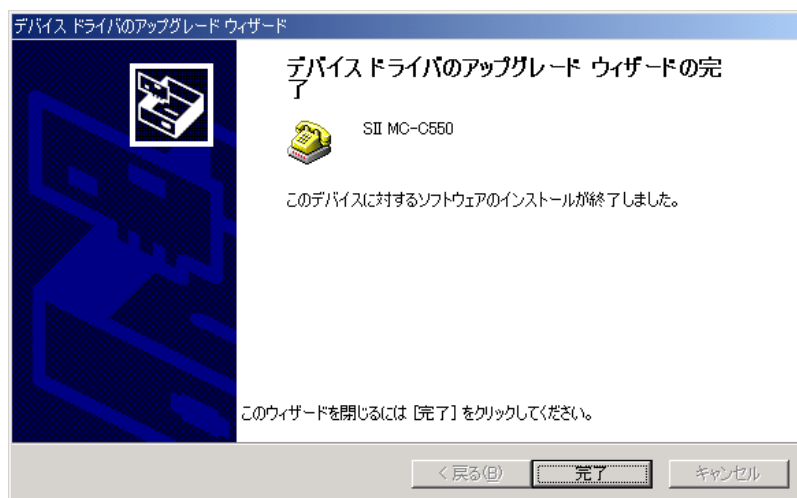 デバイス ドライバのアップグレード ウィザード
デバイス ドライバのアップグレード ウィザードの完
了
SII MC-C550
このデバイスに対するソフトウェアのインストールが終了しました。
このウィザードを閉じるには [完了] をクリックしてください。
< 戻る(B)
完了
キャンセル